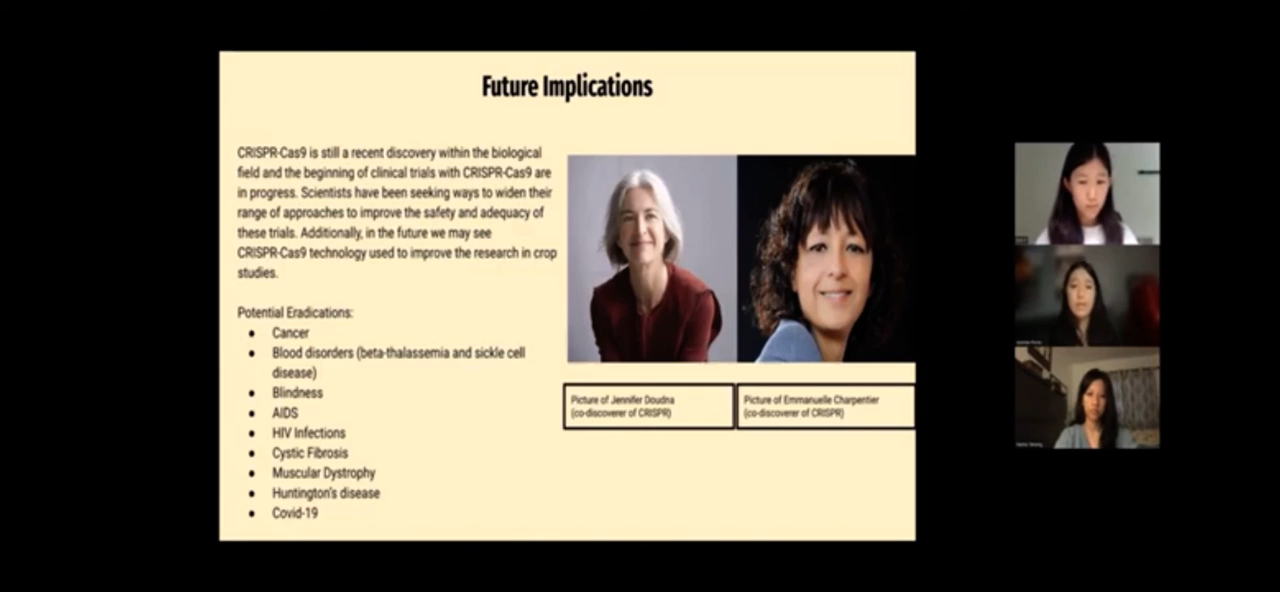 Future Implications
CRISPR-Cas9 is still a recent discovery within the biological
field and the beginning of clinical trials with CRISPR-Cas9 are
in progress. Scientists have been seeking ways to widen their
range of approaches to improve the safety and adequacy of
these trials. Additionally, in the future we may see
CRISPR-Cas9 technology used to improve the research in crop
studies.
Potential Eradications:
● Cancer
● Blood disorders (beta-thalassemia and sickle cell
disease)
● Blindness
● AIDS
● HIV Infections
● Cystic Fibrosis
● Muscular Dystrophy
● Huntington's disease
● Covid-19
Picture of Jennifer Doudna
(co-discoverer of CRISPR)
Picture of Emmanuelle Charpentier
(co-discoverer of CRISPR)